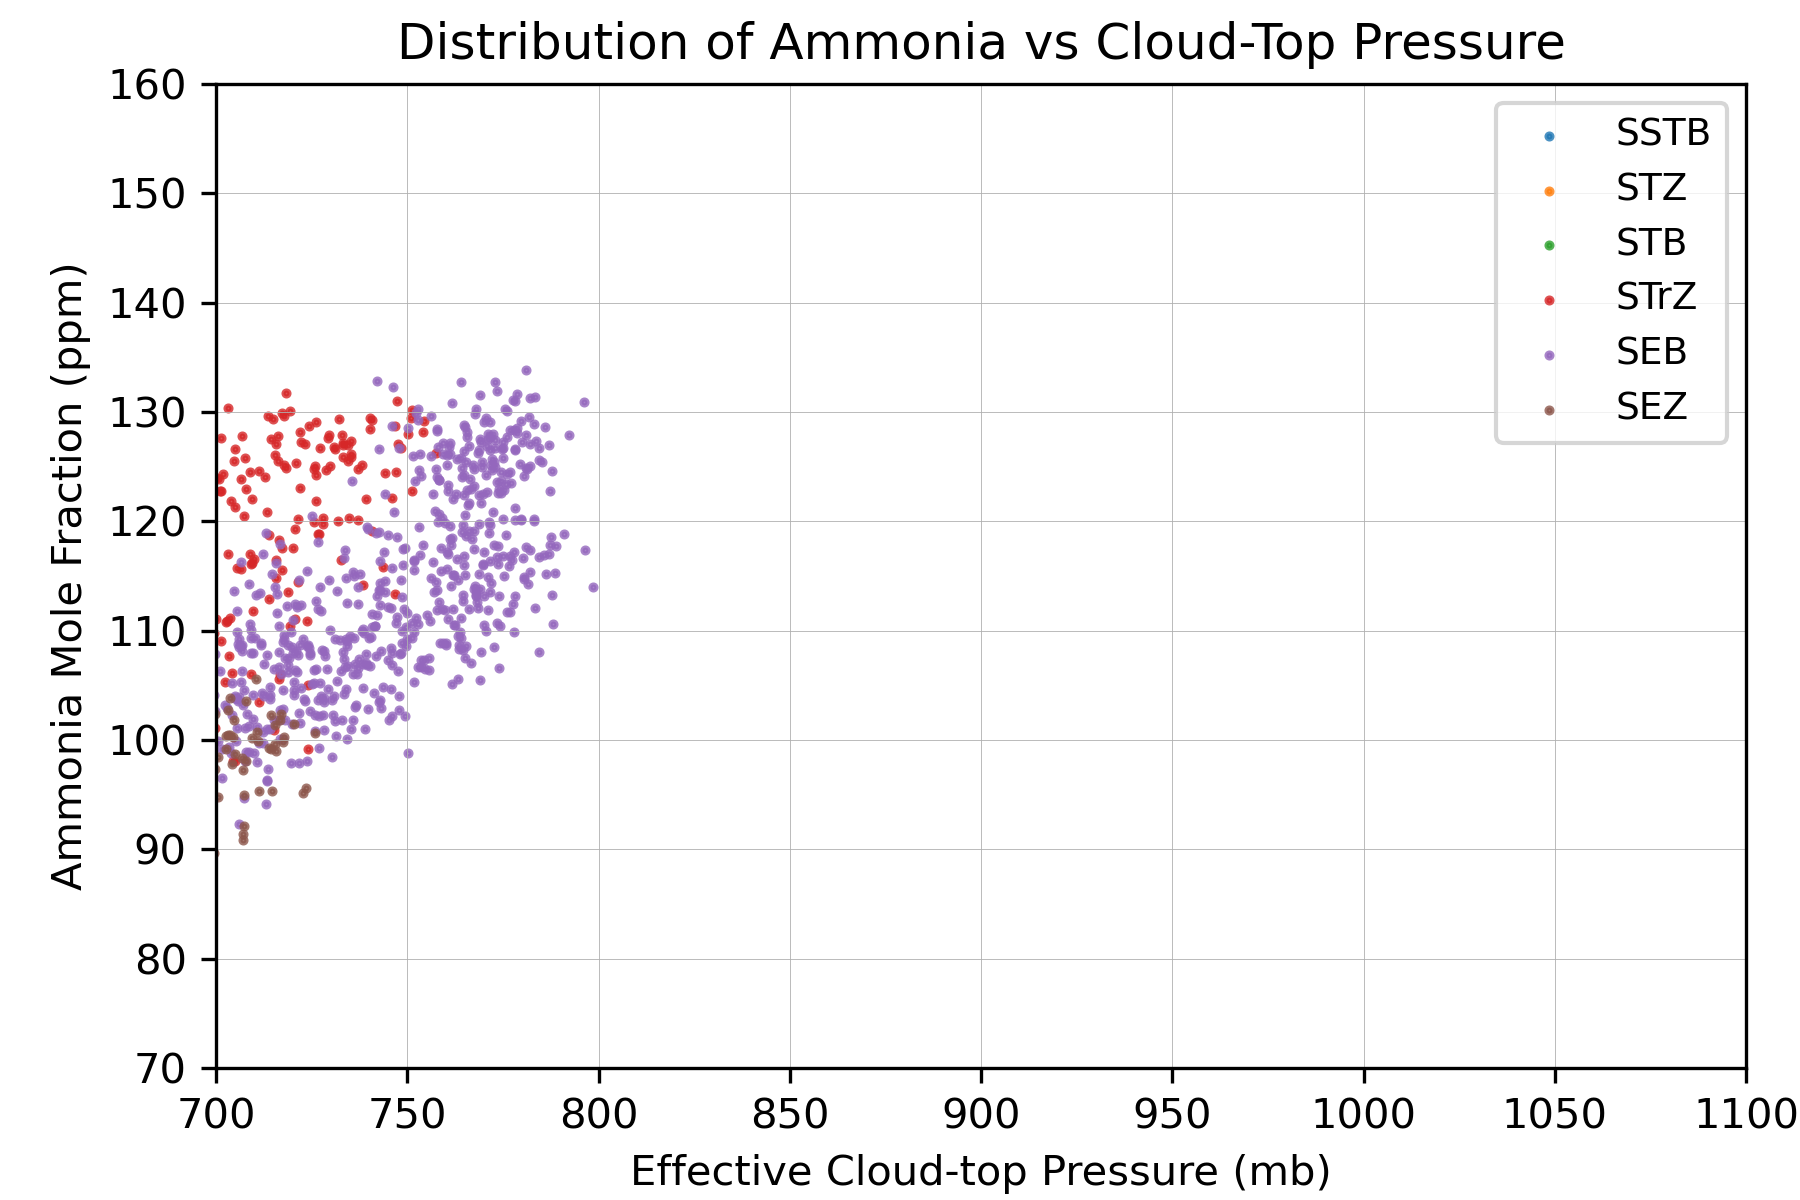 Distribution of Ammonia vs Cloud-Top Pressure
160
150
140
130
120
110
100
90
80
70
Ammonia Mole Fraction (ppm)
SSTB
STZ
STB
STrZ
SEB
SEZ
700 750 800 850 900 950 1000 1050 1100
Effective Cloud-top Pressure (mb)